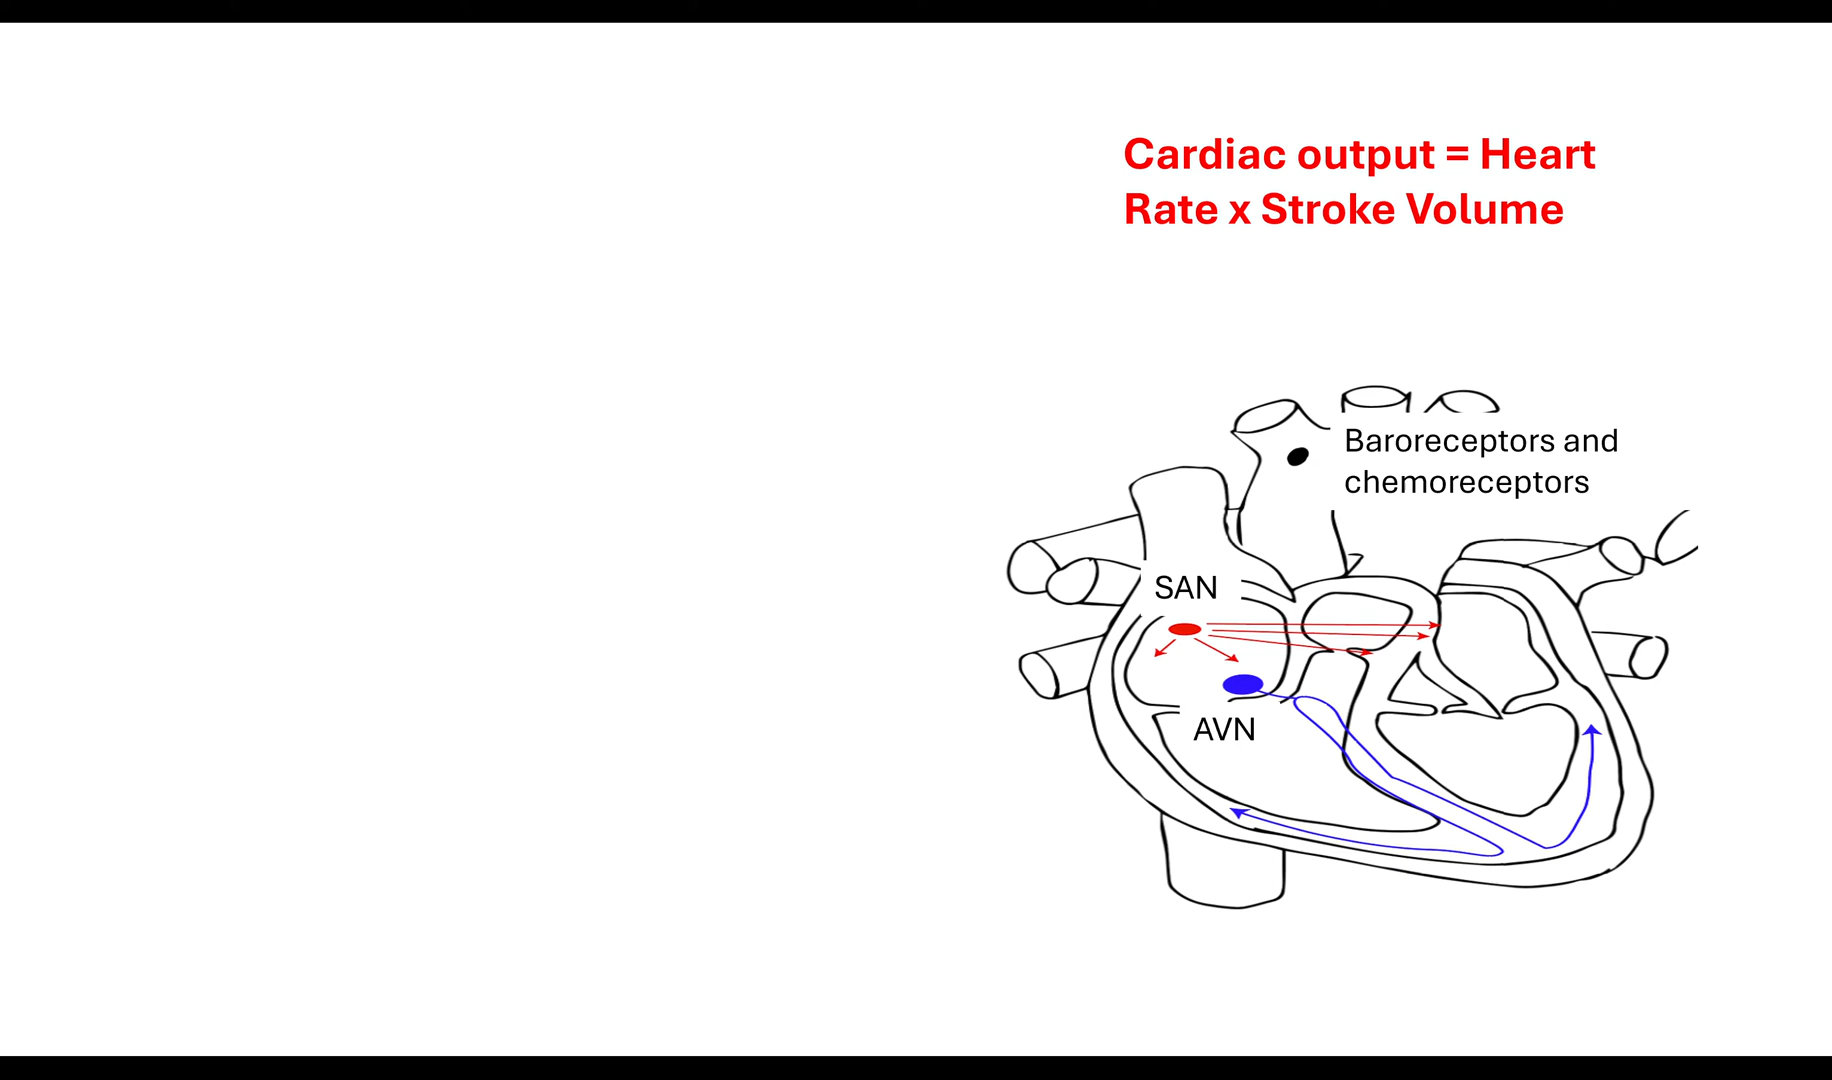 Cardiac output = Heart
Rate x Stroke Volume
Baroreceptors and
chemoreceptors
SAN
AVN